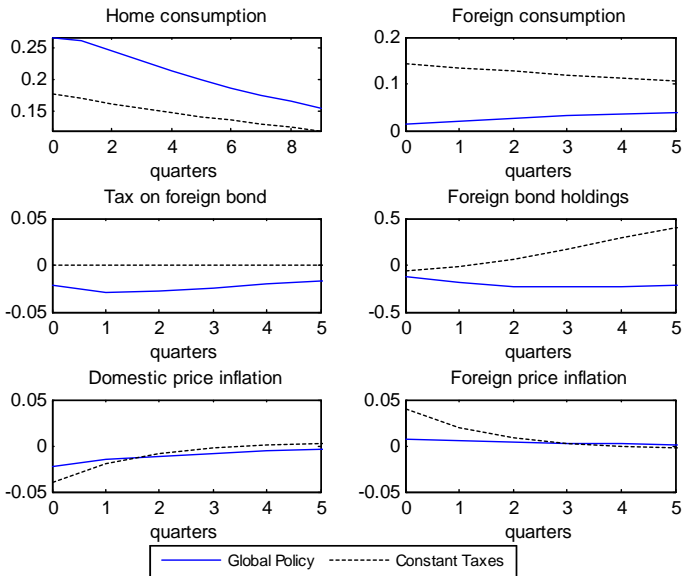 Home consumption
0.25
0.2
0.15
0 2 4 6 8
quarters
Foreign consumption
0.2
0.1
0
0 1 2 3 4 5
quarters
Tax on foreign bond
0.05
0
-0.05
0 1 2 3 4 5
quarters
Foreign bond holdings
0.5
0
-0.5
0 1 2 3 4 5
quarters
Domestic price inflation
0.05
0
-0.05
0 1 2 3 4 5
quarters
Foreign price inflation
0.05
0
-0.05
0 1 2 3 4 5
quarters
Global Policy Constant Taxes